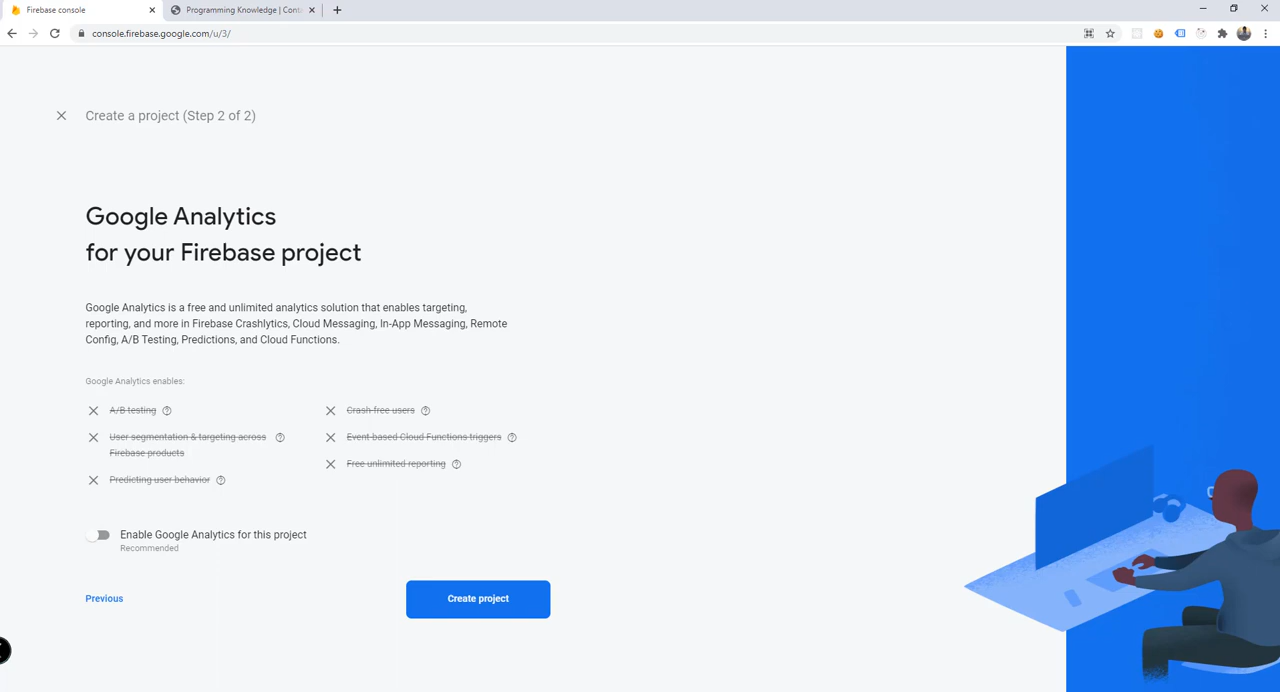 Firebase console
Programming Knowledge | Cont
console.firebase.google.com/u/3/
Create a project (Step 2 of 2)
Google Analytics
for your Firebase project
Google Analytics is a free and unlimited analytics solution that enables targeting,
reporting, and more in Firebase Crashlytics, Cloud Messaging, In-App Messaging, Remote
Config, A/B Testing, Predictions, and Cloud Functions.
Google Analytics enables:
A/B testing
Crash-free users
User segmentation & targeting across
Firebase products
Event-based Cloud Functions triggers
Free unlimited reporting
Predicting user behavior
Enable Google Analytics for this project
Recommended
Previous
Create project